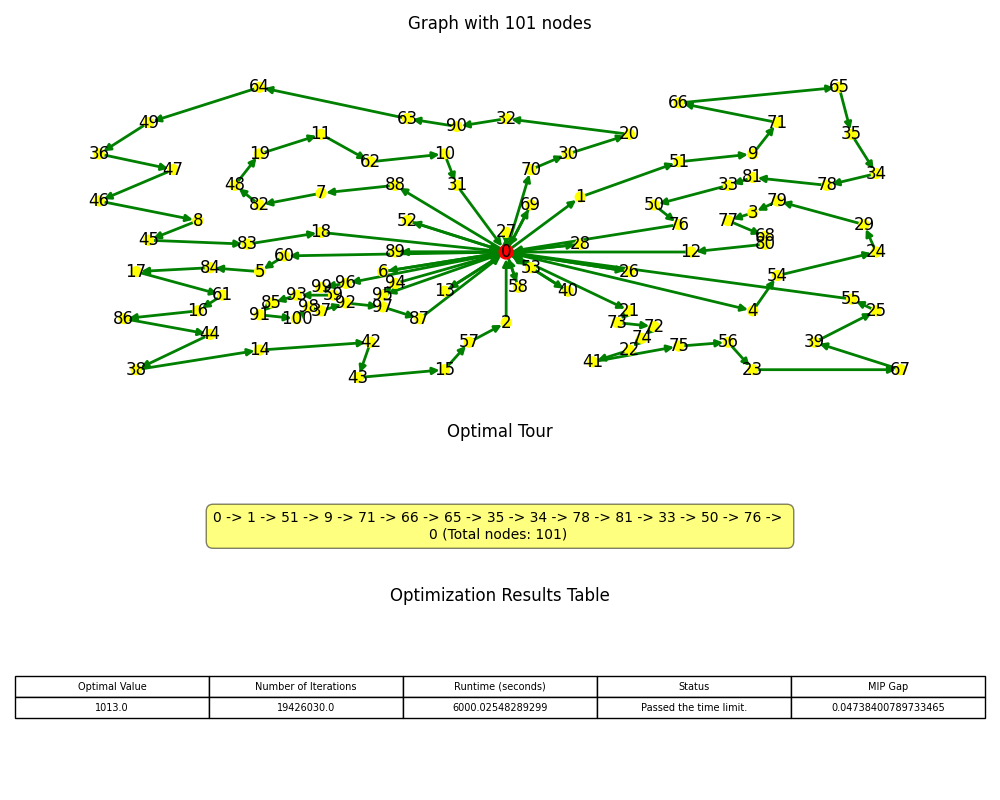 Graph with 101 nodes
64 65
66
49 63 90 32 71
11 20 35
36 19 62 10 30 51 9
47 70 81 34
48 7 88 31 33 78
46 82 69 1 50 3 79
8 52 77 29
45 83 18 27 28 76 68 80
60 89 0 12 24
17 84 5 6 53 26 54
99 96 94 13 58 40
61 93 59 95 55
16 85 98 37 92 97 21 4 25
86 91 100 87 2 73 72
44 42 57 74 56 39
14 22 75
38 43 15 41 23 67
Optimal Tour
0 -> 1 -> 51 -> 9 -> 71 -> 66 -> 65 -> 35 -> 34 -> 78 -> 81 -> 33 -> 50 -> 76 ->
0 (Total nodes: 101)
Optimization Results Table
Optimal Value Number of Iterations Runtime (seconds) Status MIP Gap
1013.0 19426030.0 6000.02548289299 Passed the time limit. 0.04738400789733465